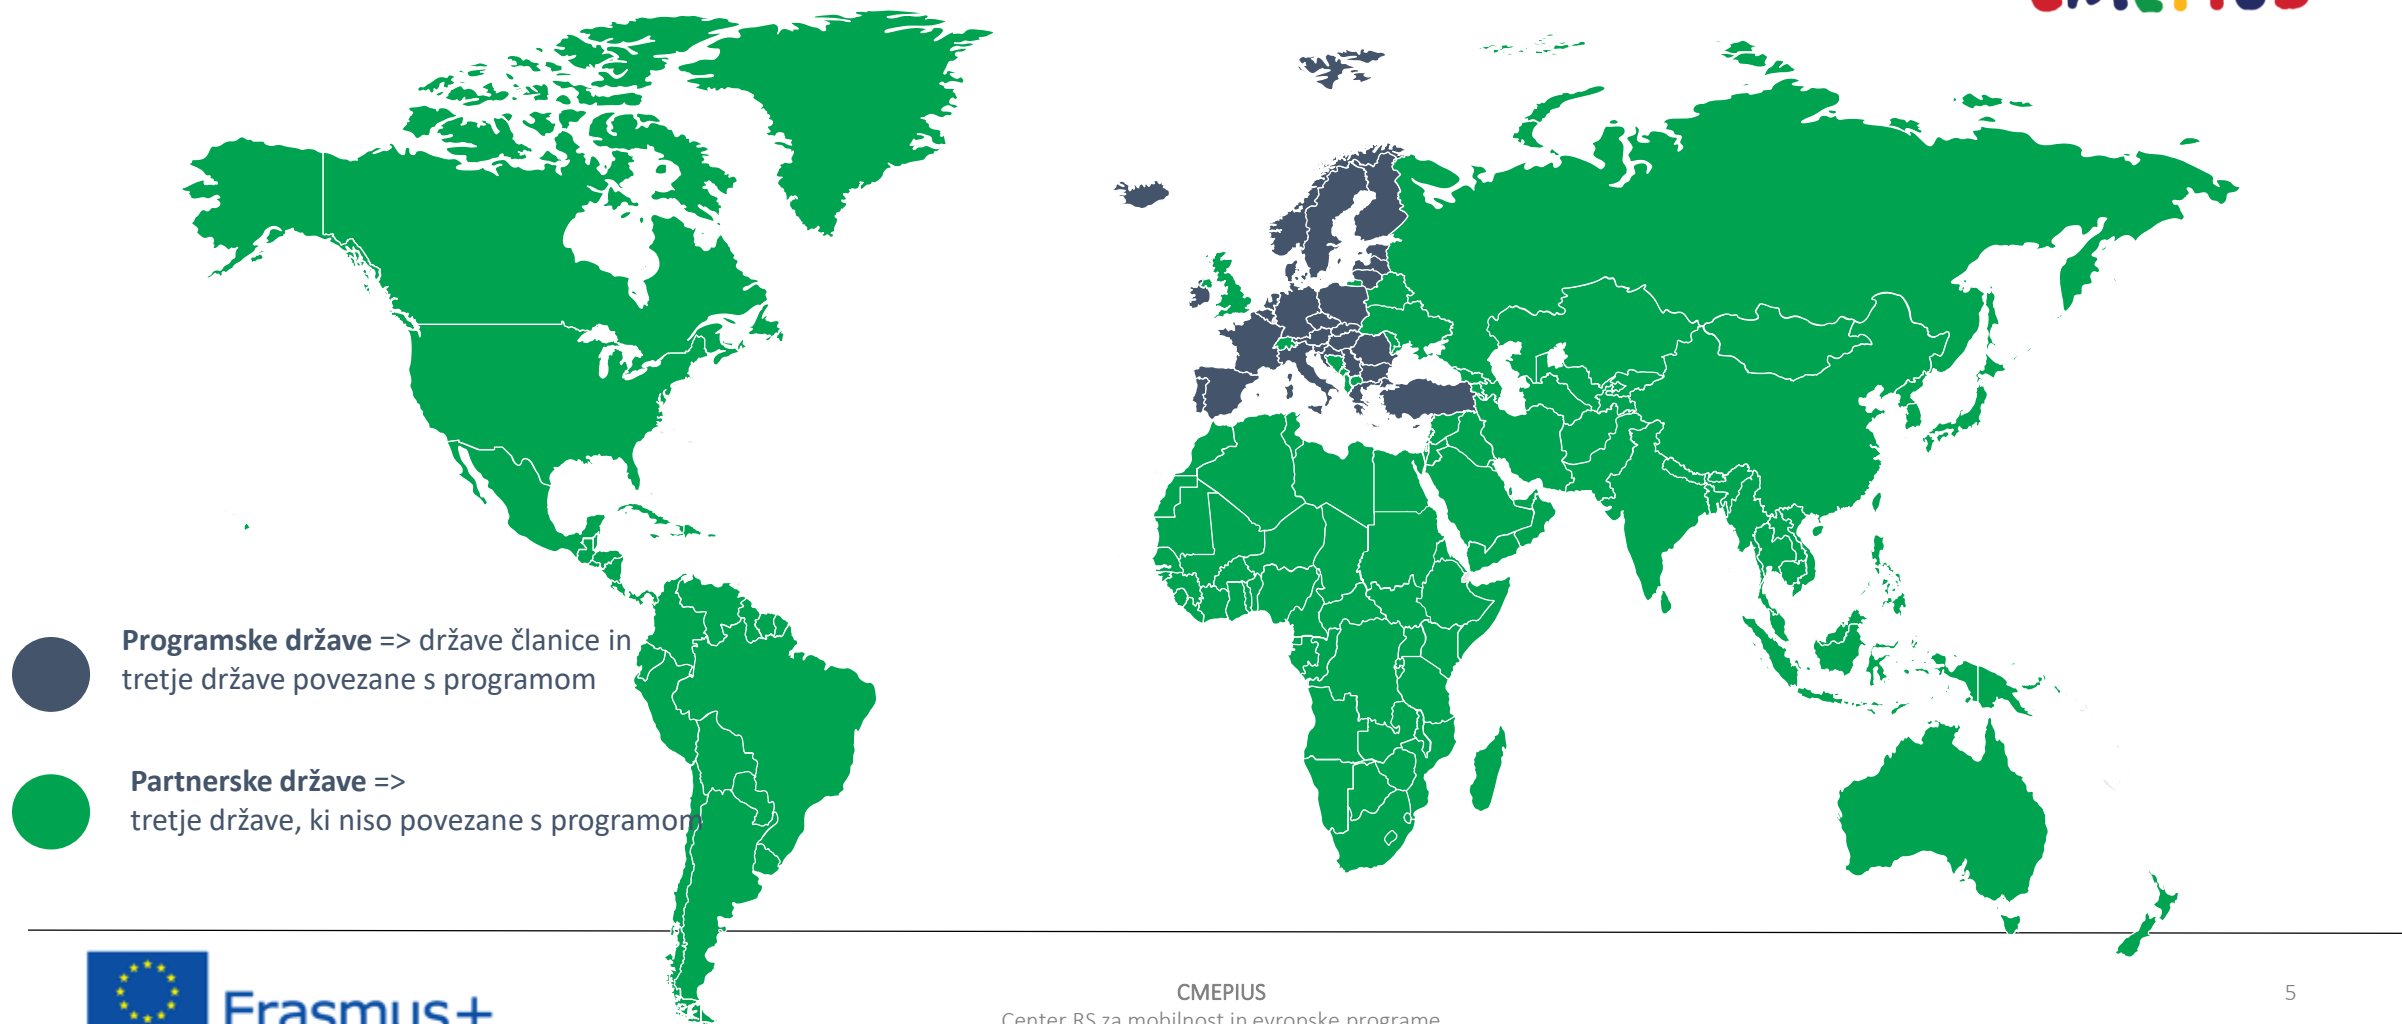 CMEPIUS
Programske države => države članice in
tretje države povezane s programom
Partnerske države =>
tretje države, ki niso povezane s programom
Erasmus+
CMEPIUS
Center RS za mobilnost in evropske programe
5